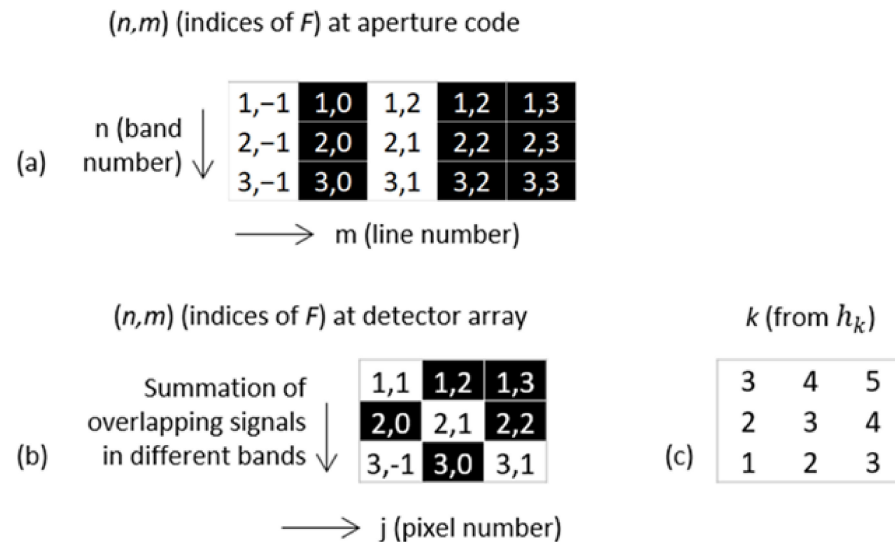 (n,m) (indices of F) at aperture code
n (band number)
(a)
1,−1 1,0 1,2 1,2 1,3
2,−1 2,0 2,1 2,2 2,3
3,−1 3,0 3,1 3,2 3,3
m (line number)
(n,m) (indices of F) at detector array
Summation of
overlapping signals
in different bands
(b)
1,1 1,2 1,3
2,0 2,1 2,2
3,-1 3,0 3,1
j (pixel number)
k (from hₖ)
(c)
3 4 5
2 3 4
1 2 3